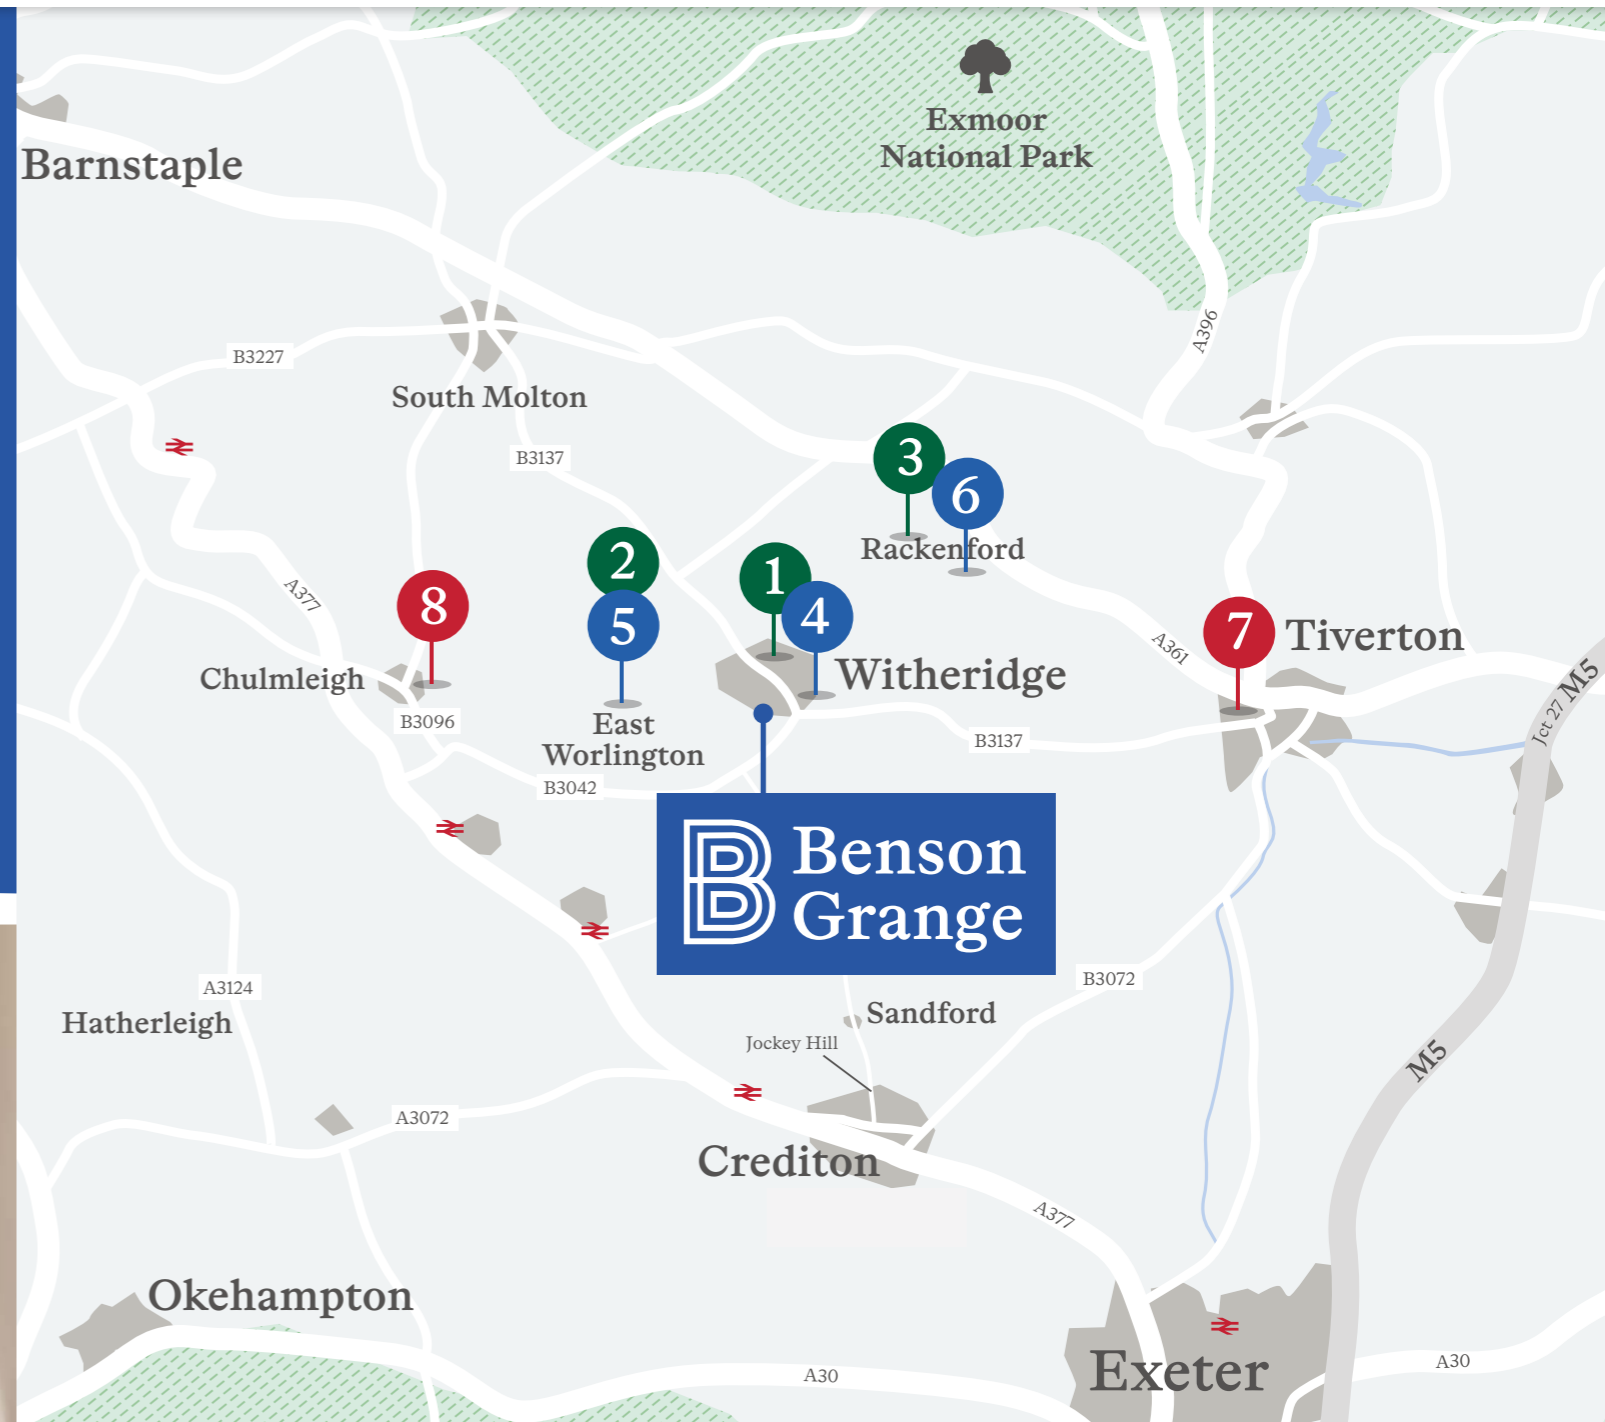 Exmoor
National Park
Barnstaple
A396
B3227
South Molton
B3137
3
6
Rackenford
2
1
8
5
4
A377
7
Tiverton
A361
Chulmleigh
Witheridge
M5
Jct 27
B3096
East
Worlington
B3137
B3042
B Benson
Grange
B3072
A3124
Sandford
Hatherleigh
Jockey Hill
M5
A3072
Crediton
A377
Okehampton
Exeter
A30
A30